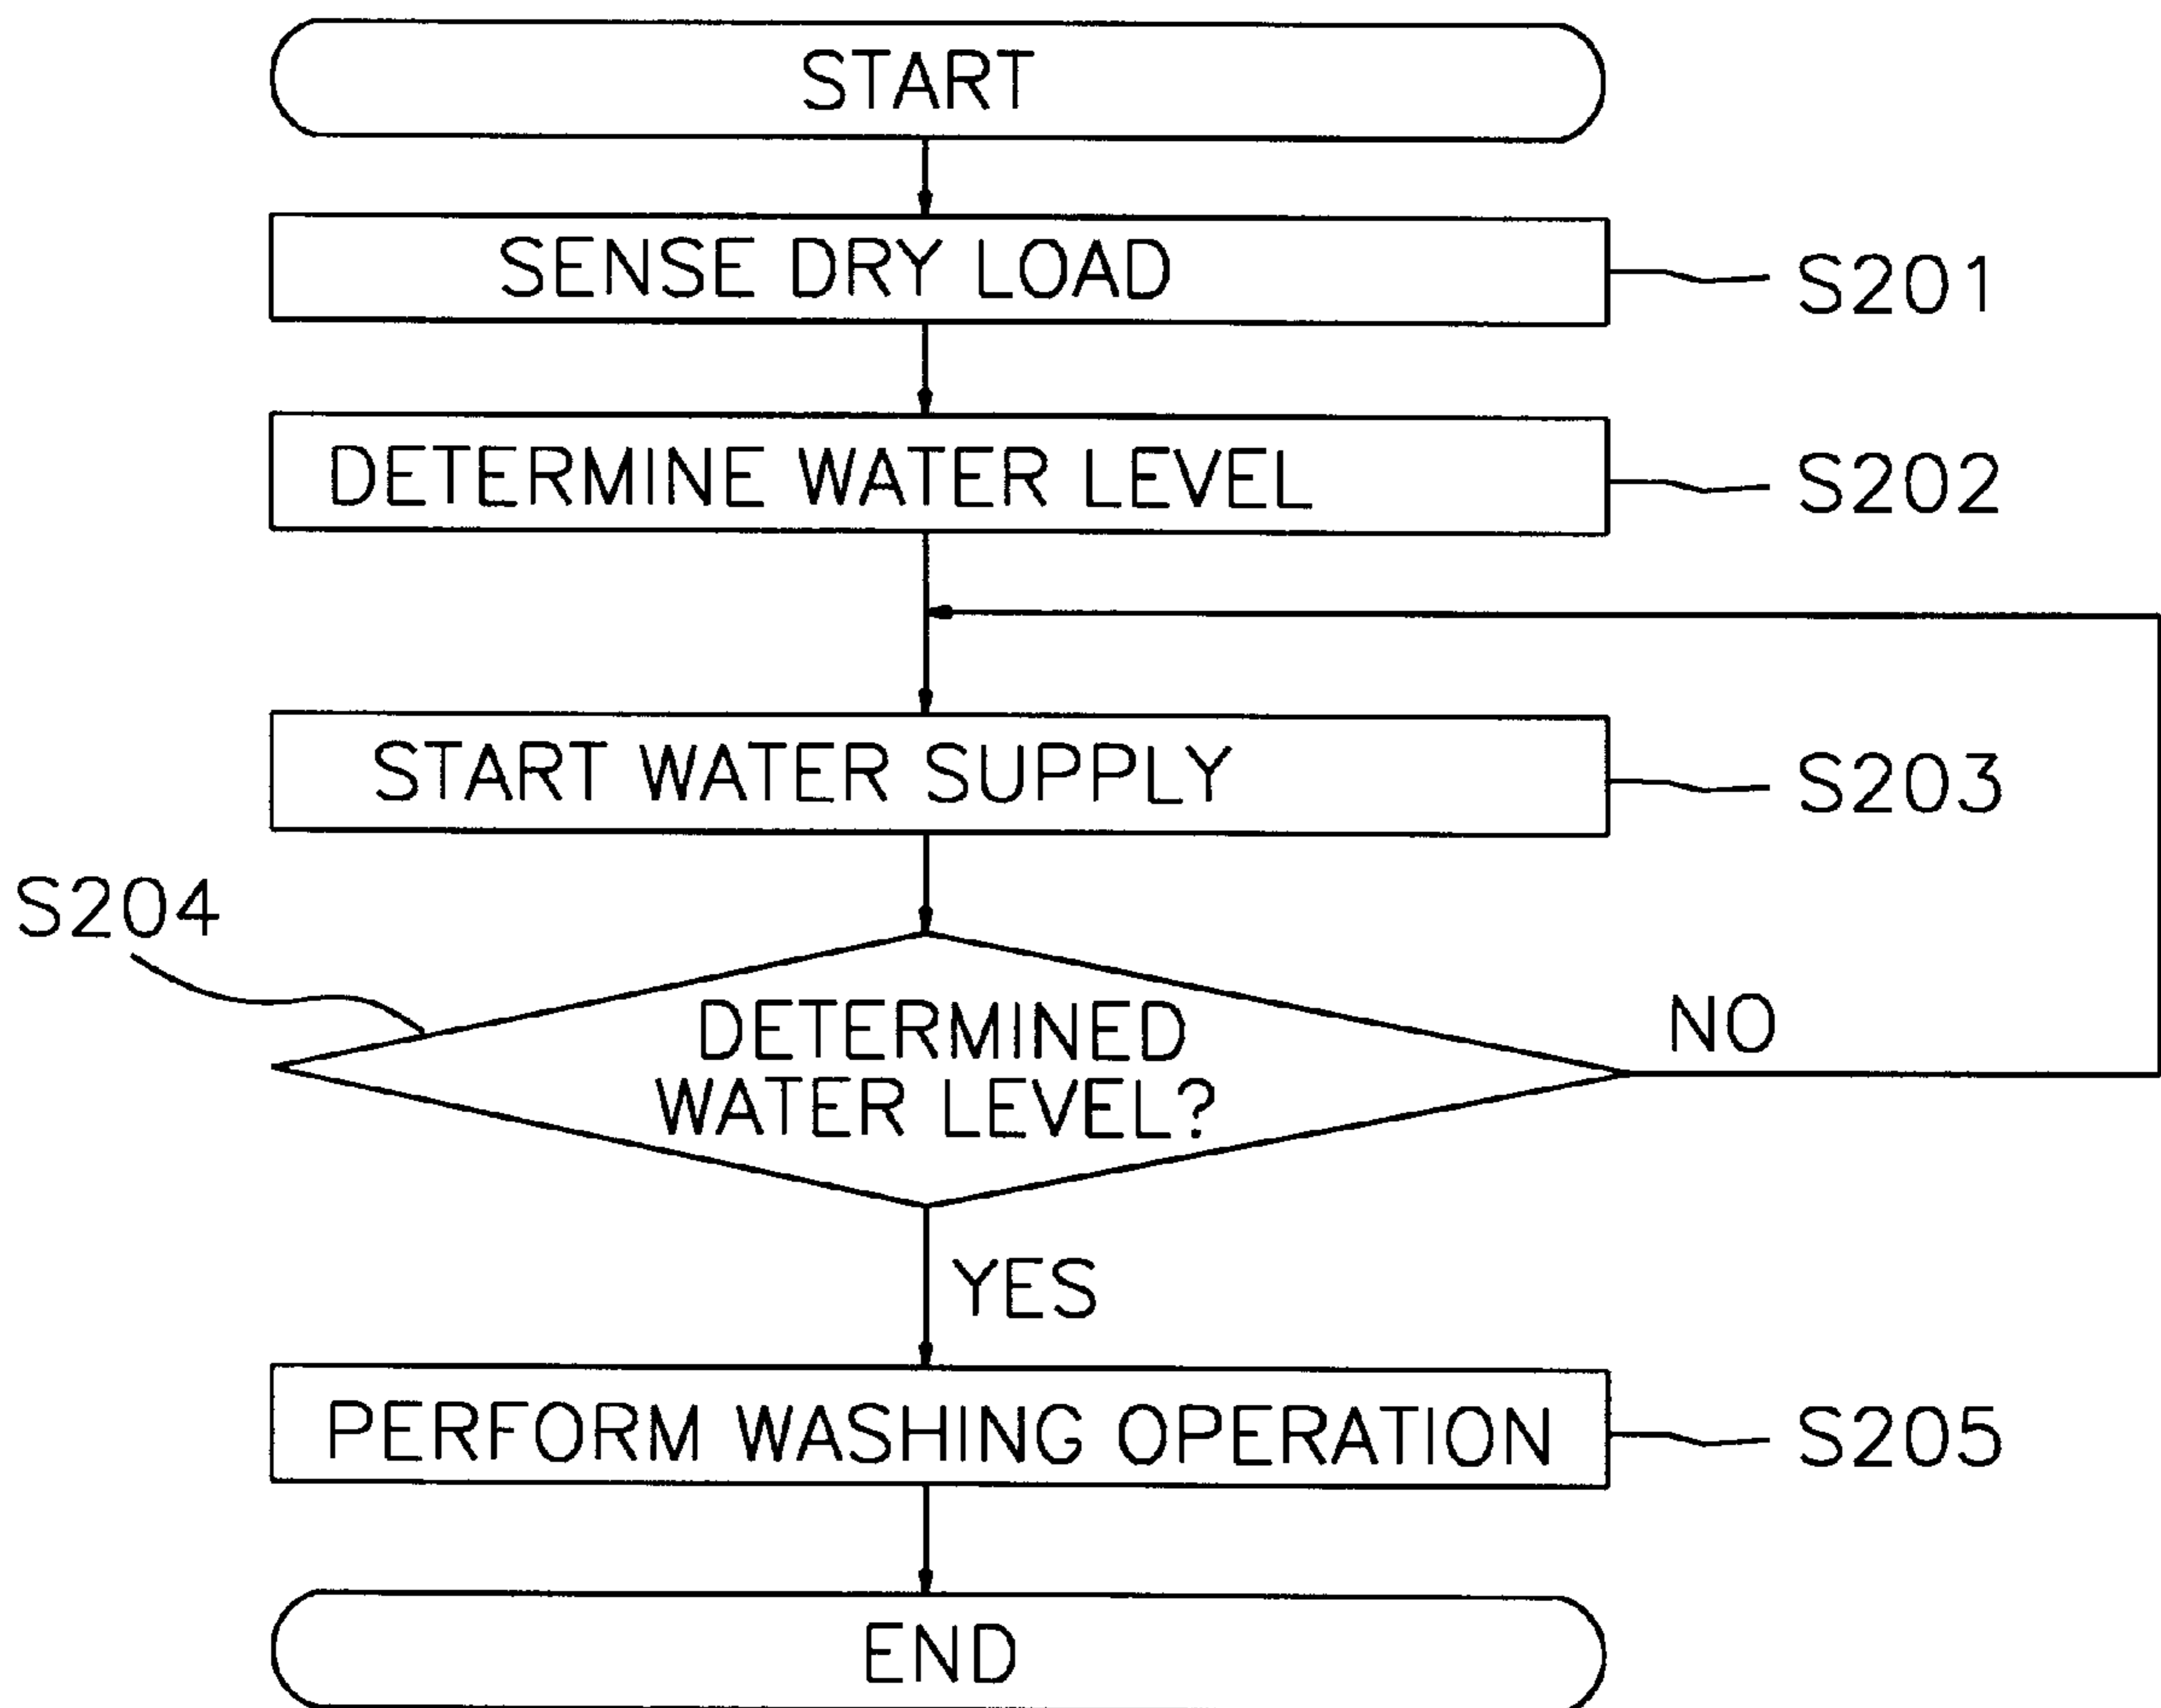 START
SENSE DRY LOAD
S201
DETERMINE WATER LEVEL
S202
START WATER SUPPLY
S203
S204
DETERMINED
WATER LEVEL?
NO
YES
PERFORM WASHING OPERATION
S205
END